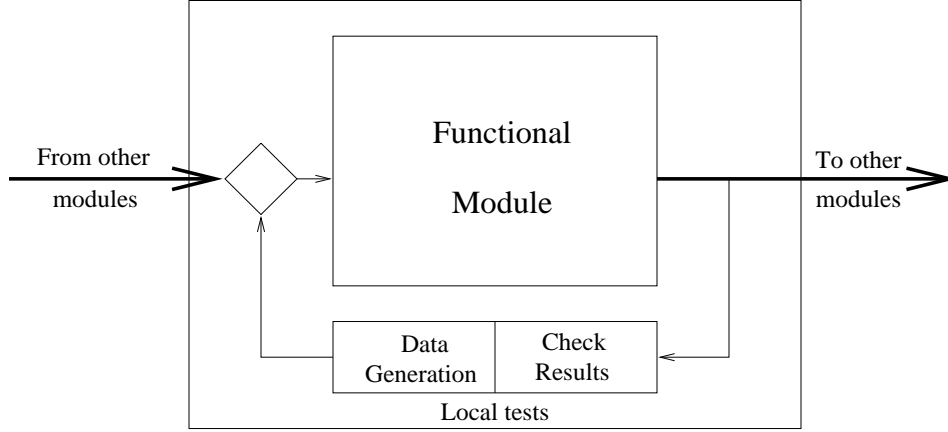 Functional
Module
From other
modules
To other
modules
Data
Generation
Check
Results
Local tests